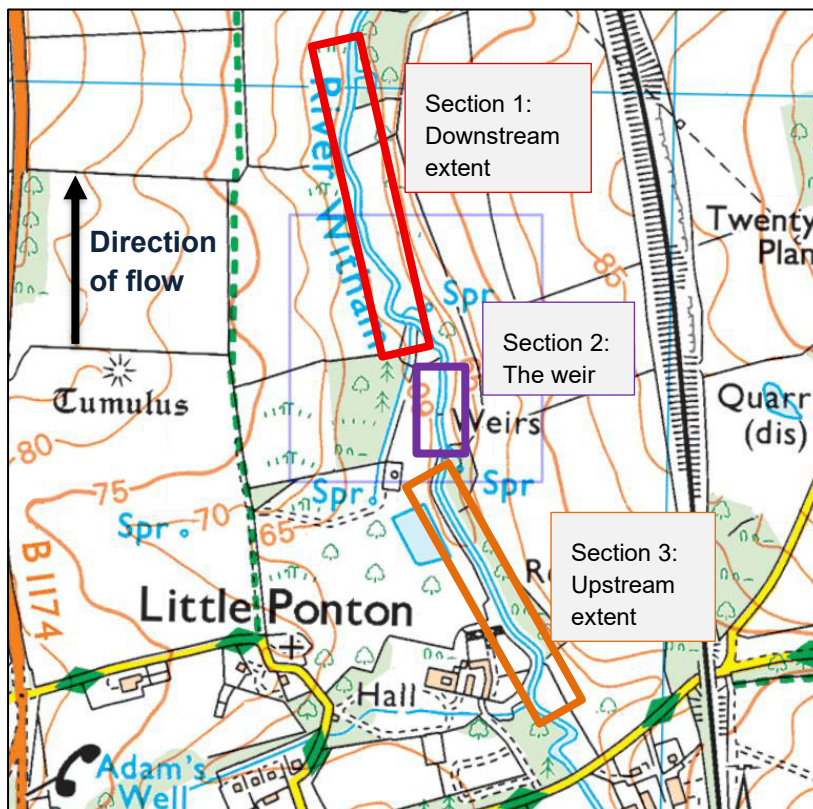 Section 1:
Downstream
extent
River Witham
Direction
of flow
Twenty
Plan
85
Spr
Section 2:
The weir
Tumulus
Weirs
Quarr
(dis)
80
75
Spr
Spr
70
65
Spr
B 1174
Section 3:
Upstream
extent
Little Ponton
Hall
Adam's
Well